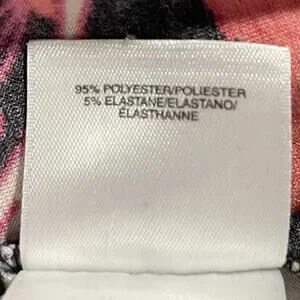 95% POLYESTER/POLIESTER
5% ELASTANE/ELASTANO/
ÉLASTHANNE